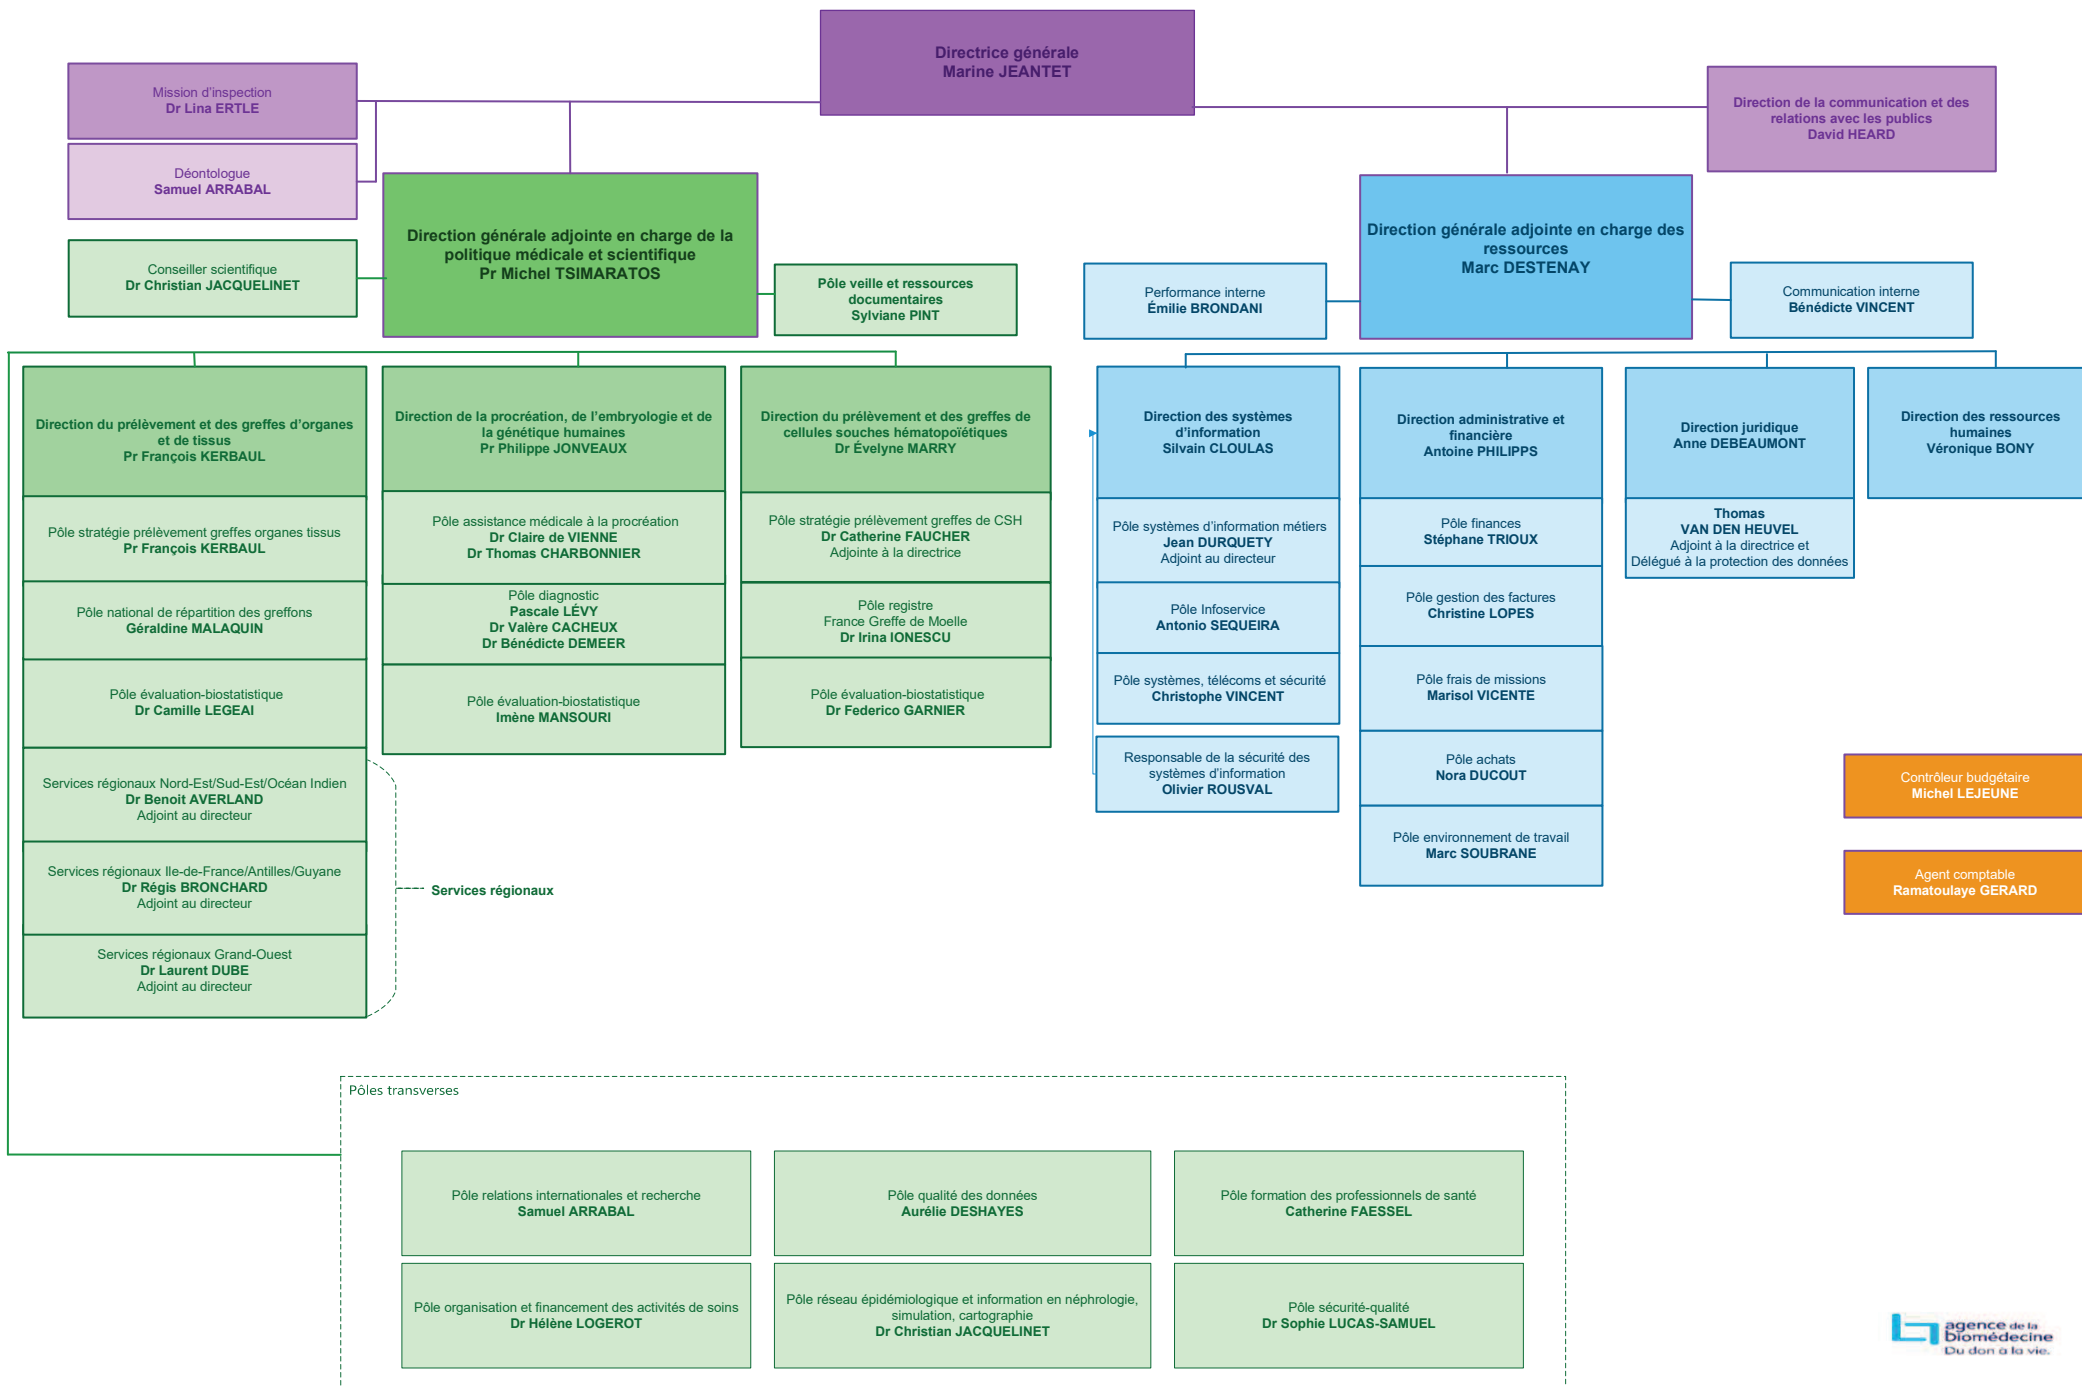 Directrice générale
Marine JEANTET
Mission d'inspection
Dr Lina ERTLE
Déontologue
Samuel ARRABAL
Direction de la communication et des
relations avec les publics
David HEARD
Direction générale adjointe en charge de la
politique médicale et scientifique
Pr Michel TSIMARATOS
Conseiller scientifique
Dr Christian JACQUELINET
Pôle veille et ressources
documentaires
Sylviane PINT
Direction générale adjointe en charge des
ressources
Marc DESTENAY
Performance interne
Émilie BRONDANI
Communication interne
Bénédicte VINCENT
Direction du prélèvement et des greffes d'organes
et de tissus
Pr François KERBAUL
Pôle stratégie prélèvement greffes organes tissus
Pr François KERBAUL
Pôle national de répartition des greffons
Géraldine MALAQUIN
Pôle évaluation-biostatistique
Dr Camille LEGEAI
Services régionaux Nord-Est/Sud-Est/Océan Indien
Dr Benoit AVERLAND
Adjoint au directeur
Services régionaux Ile-de-France/Antilles/Guyane
Dr Régis BRONCHARD
Adjoint au directeur
Services régionaux Grand-Ouest
Dr Laurent DUBE
Adjoint au directeur
Services régionaux
Direction de la procréation, de l'embryologie et de
la génétique humaines
Pr Philippe JONVEAUX
Pôle assistance médicale à la procréation
Dr Claire de VIENNE
Dr Thomas CHARBONNIER
Pôle diagnostic
Pascale LÉVY
Dr Valère CACHEUX
Dr Bénédicte DEMEER
Pôle évaluation-biostatistique
Imène MANSOURI
Direction du prélèvement et des greffes de
cellules souches hématopoïétiques
Dr Évelyne MARRY
Pôle stratégie prélèvement greffes de CSH
Dr Catherine FAUCHER
Adjointe à la directrice
Pôle registre
France Greffe de Moelle
Dr Irina IONESCU
Pôle évaluation-biostatistique
Dr Federico GARNIER
Direction des systèmes
d'information
Silvain CLOULAS
Pôle systèmes d'information métiers
Jean DURQUETY
Adjoint au directeur
Pôle Infoservice
Antonio SEQUEIRA
Pôle systèmes, télécoms et sécurité
Christophe VINCENT
Responsable de la sécurité des
systèmes d'information
Olivier ROUSVAL
Direction administrative et
financière
Antoine PHILIPPS
Pôle finances
Stéphane TRIOUX
Pôle gestion des factures
Christine LOPES
Pôle frais de missions
Marisol VICENTE
Pôle achats
Nora DUCOUT
Pôle environnement de travail
Marc SOUBRANE
Direction juridique
Anne DEBEAUMONT
Thomas
VAN DEN HEUVEL
Adjoint à la directrice et
Délégué à la protection des données
Direction des ressources
humaines
Véronique BONY
Contrôleur budgétaire
Michel LEJEUNE
Agent comptable
Ramatoulaye GERARD
Pôles transverses
Pôle relations internationales et recherche
Samuel ARRABAL
Pôle qualité des données
Aurélie DESHAYES
Pôle formation des professionnels de santé
Catherine FAESSEL
Pôle organisation et financement des activités de soins
Dr Hélène LOGEROT
Pôle réseau épidémiologique et information en néphrologie,
simulation, cartographie
Dr Christian JACQUELINET
Pôle sécurité-qualité
Dr Sophie LUCAS-SAMUEL
agence de la
biomédecine
Du don à la vie.